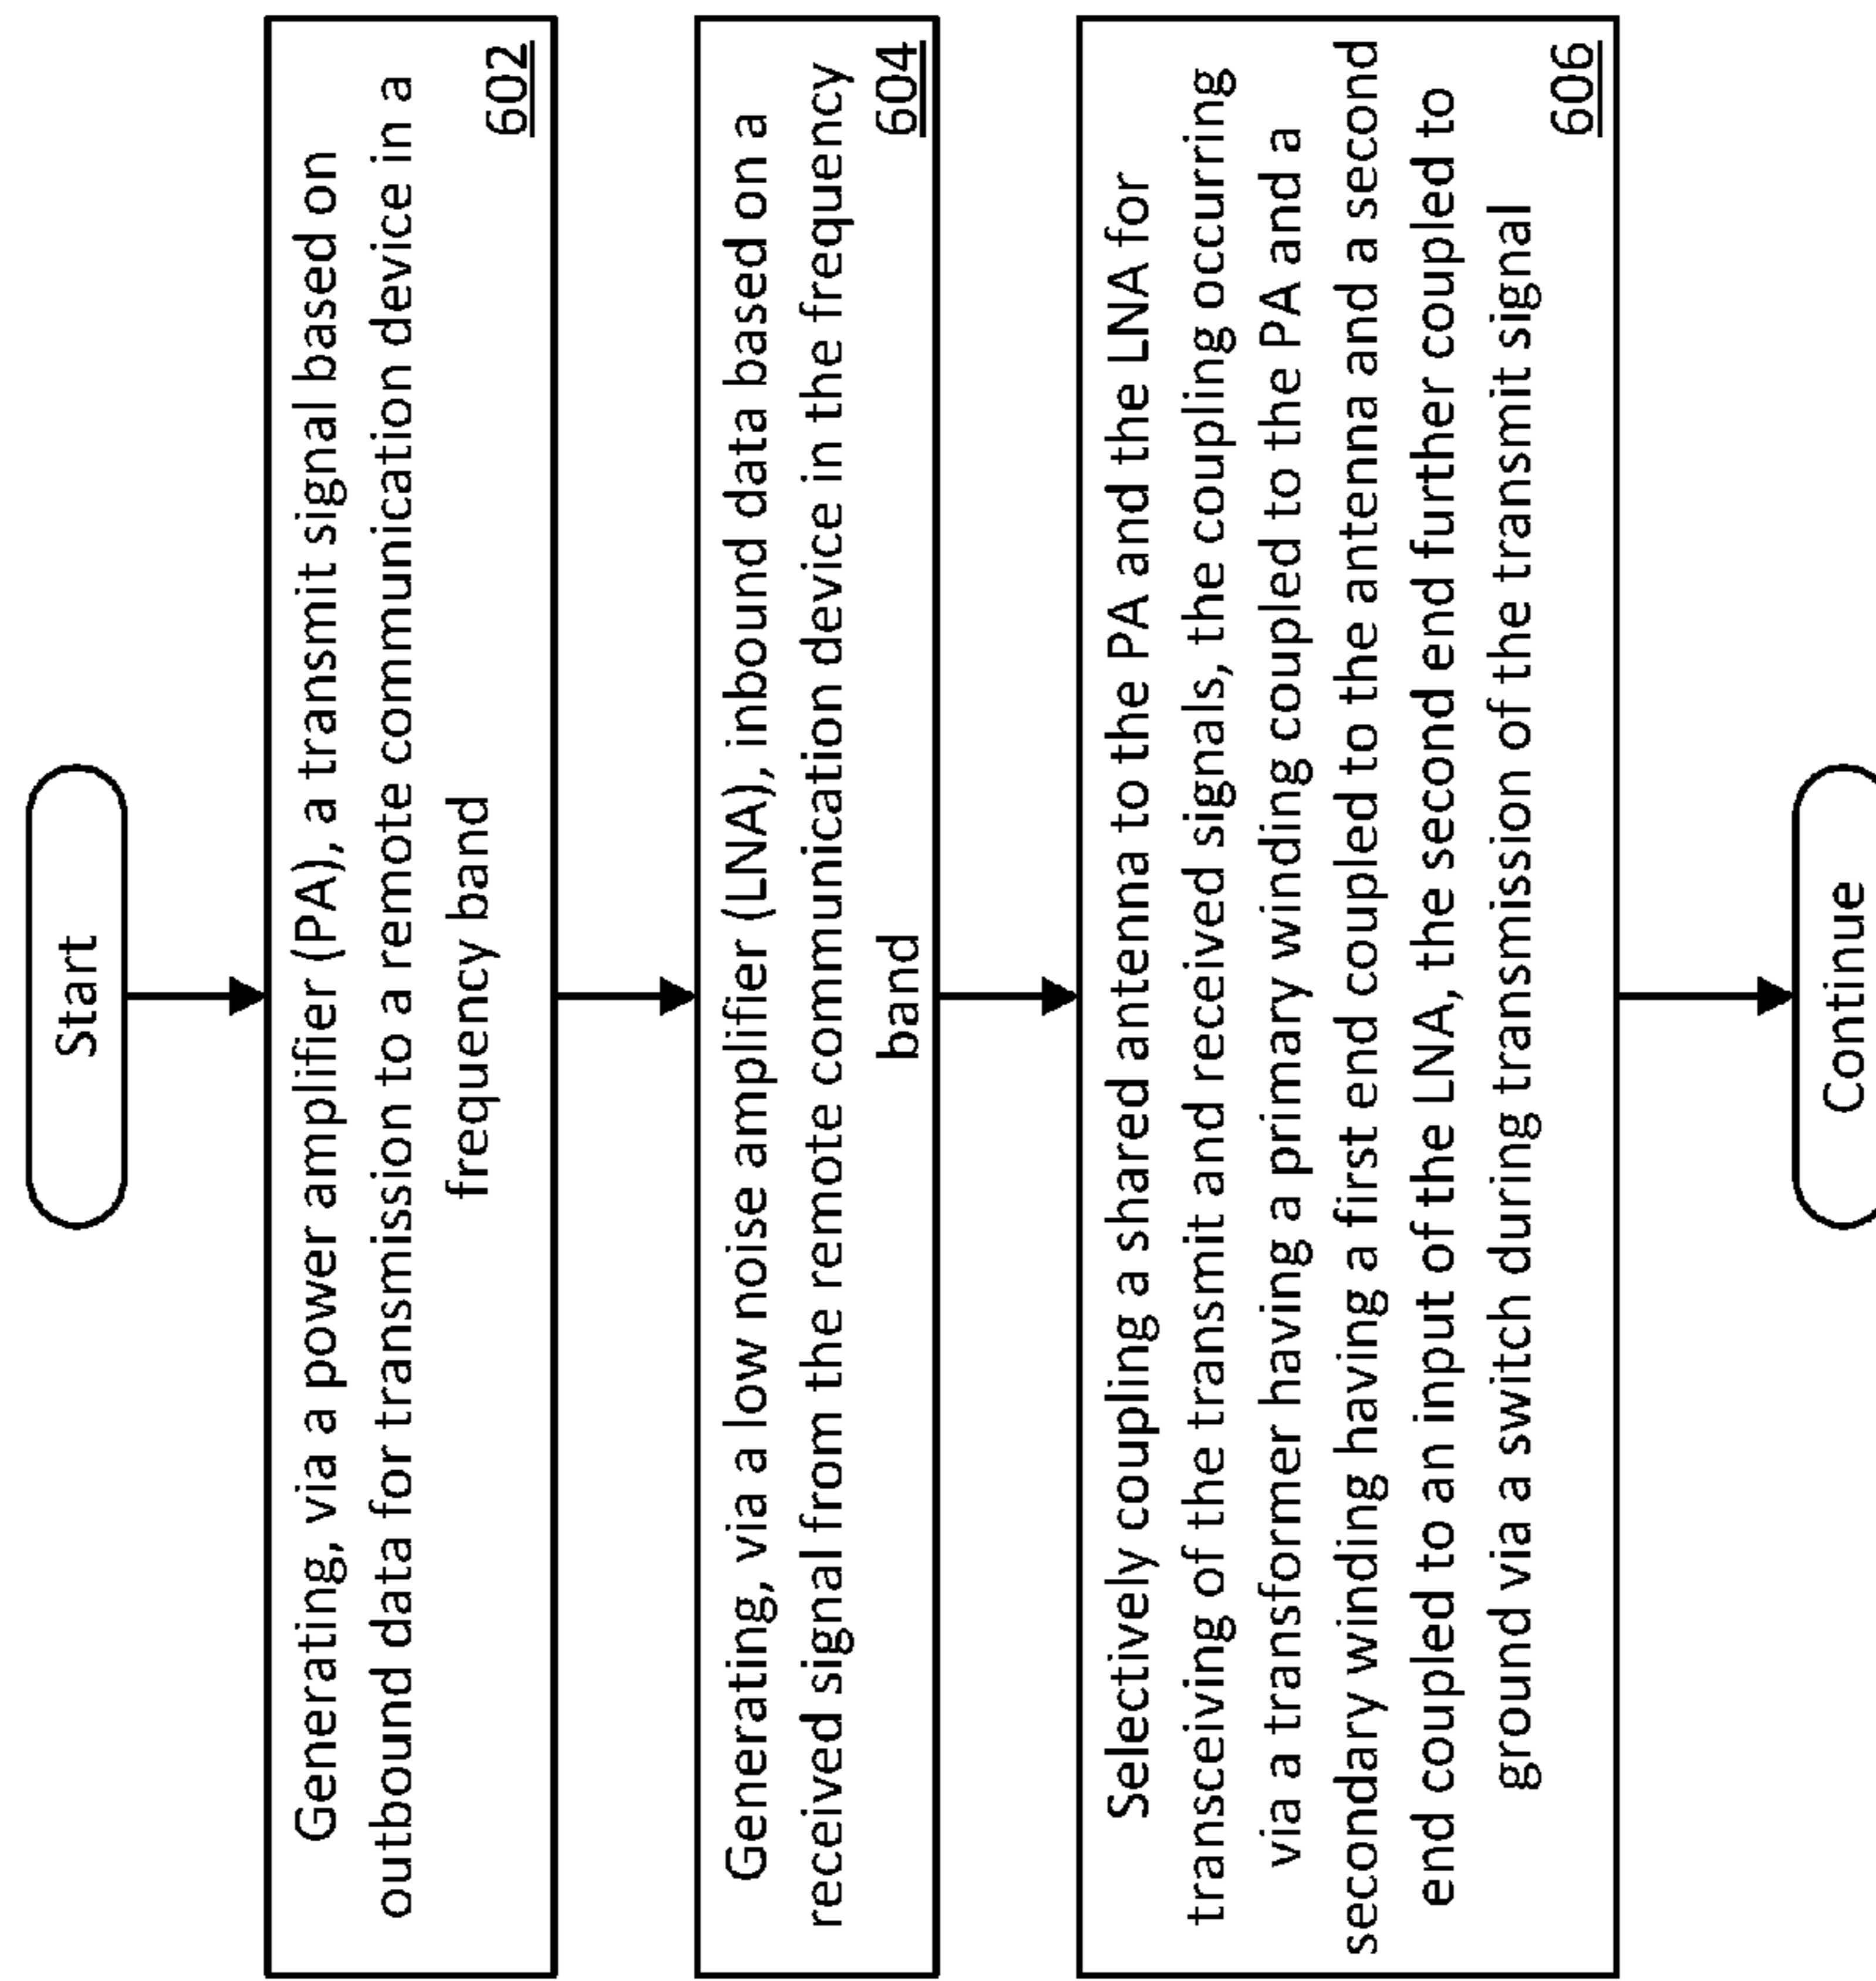 Start
Generating, via a power amplifier (PA), a transmit signal based on
outbound data for transmission to a remote communication device in a
frequency band
602
Generating, via a low noise amplifier (LNA), inbound data based on a
received signal from the remote communication device in the frequency
band
604
Selectively coupling a shared antenna to the PA and the LNA for
transceiving of the transmit and received signals, the coupling occurring
via a transformer having a primary winding coupled to the PA and a
secondary winding having a first end coupled to the antenna and a second
end coupled to an input of the LNA, the second end further coupled to
ground via a switch during transmission of the transmit signal
606
Continue